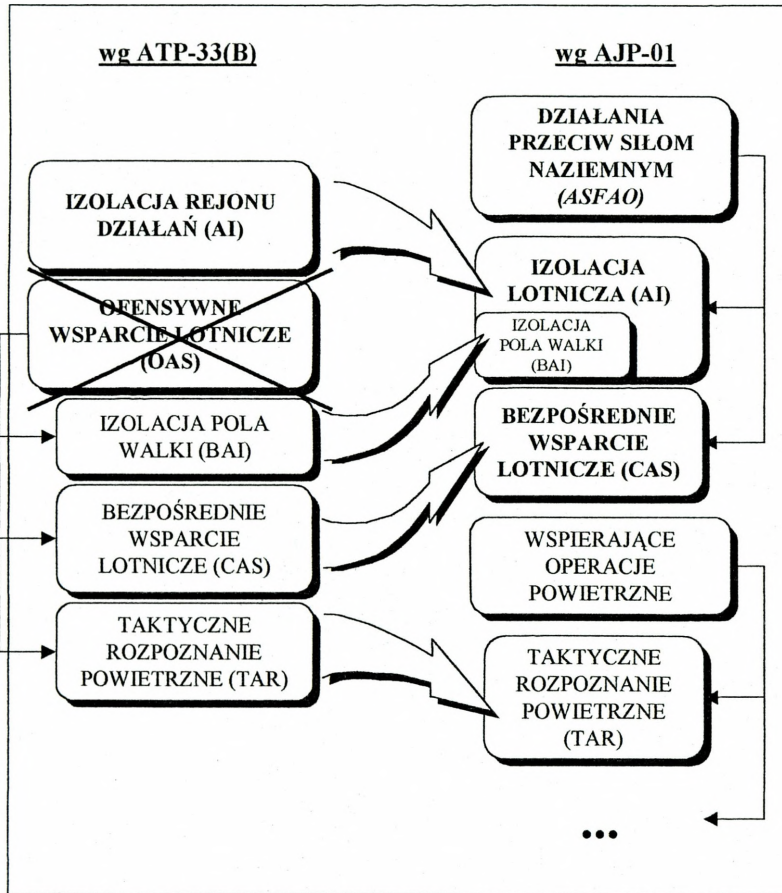 wg ATP-33(B)
IZOLACJA REJONU
DZIAŁAŃ (AI)
OFENSYWNE
WSPARCIE LOTNICZE
(OAS)
IZOLACJA POLA
WALKI (BAI)
BEZPOŚREDNIE
WSPARCIE
LOTNICZE (CAS)
TAKTYCZNE
ROZPOZNANIE
POWIETRZNE (TAR)
wg AJP-01
DZIAŁANIA
PRZECIW SIŁOM
NAZIEMNYM
(ASFAO)
IZOLACJA
LOTNICZA (AI)
IZOLACJA
POLA WALKI
(BAI)
BEZPOŚREDNIE
WSPARCIE
LOTNICZE (CAS)
WSPIERAJĄCE
OPERACJE
POWIETRZNE
TAKTYCZNE
ROZPOZNANIE
POWIETRZNE
(TAR)
...